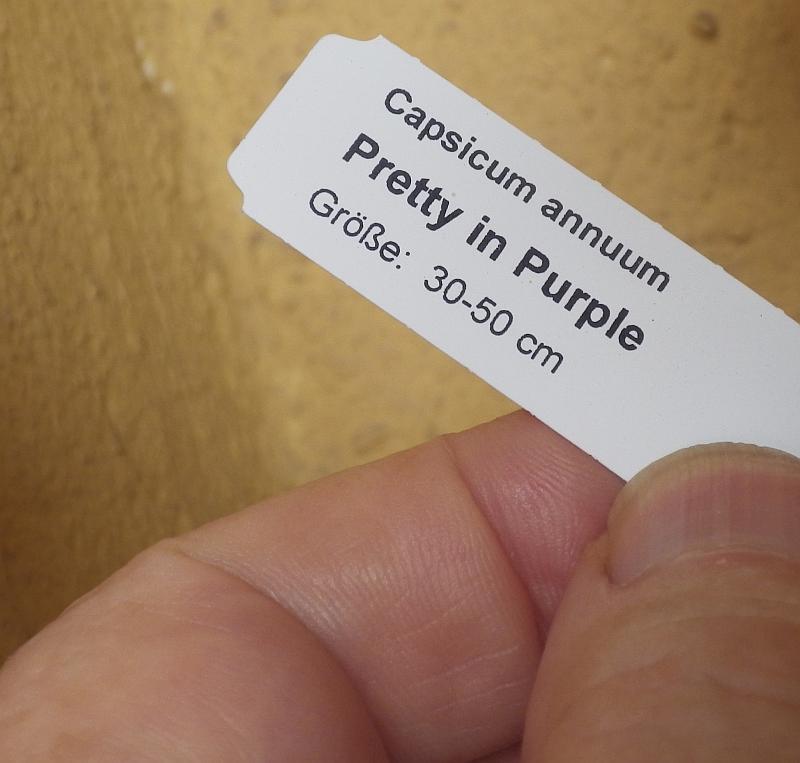 Capsicum annuum
Pretty in Purple
Größe: 30-50 cm